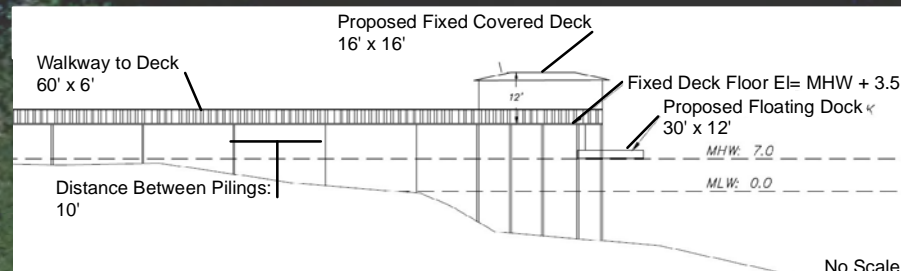 Proposed Fixed Covered Deck
16' x 16'
Walkway to Deck
60' x 6'
Fixed Deck Floor El= MHW + 3.5
12'
Proposed Floating Dock
30' x 12'
MHW: 7.0
Distance Between Pilings:
10'
MLW: 0.0
No Scale